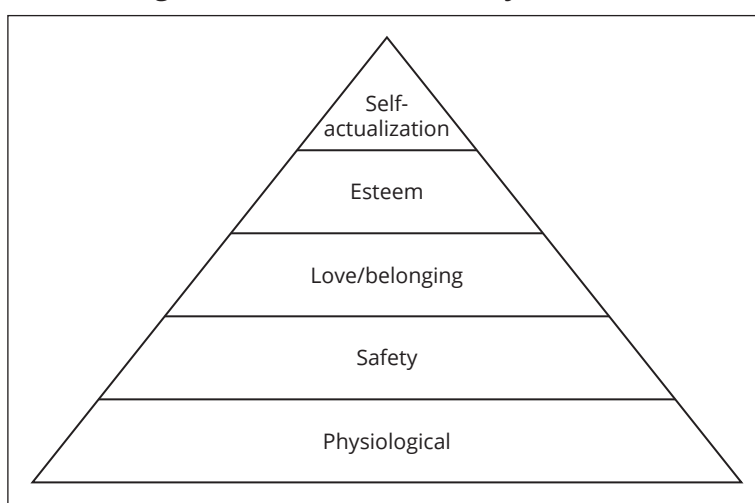 Self-
actualization
Esteem
Love/belonging
Safety
Physiological